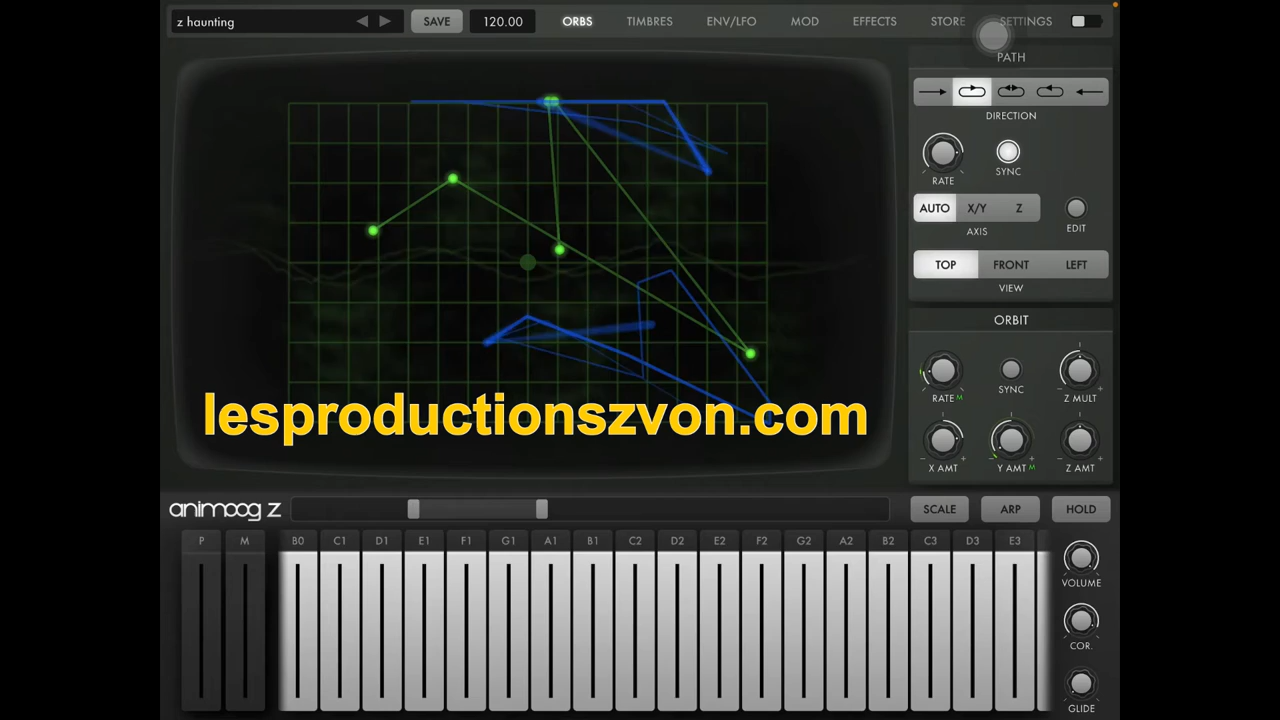 z haunting SAVE 120.00 ORBS TIMBRES ENV/LFO MOD EFFECTS STORE SETTINGS
PATH
DIRECTION
RATE SYNC
AUTO X/Y Z EDIT
AXIS
TOP FRONT LEFT
VIEW
ORBIT
RATE M SYNC Z MULT
X AMT Y AMT M Z AMT
lesproductionszvon.com
animoog z SCALE ARP HOLD
P M B0 C1 D1 E1 F1 G1 A1 B1 C2 D2 E2 F2 G2 A2 B2 C3 D3 E3
VOLUME
COR.
GLIDE